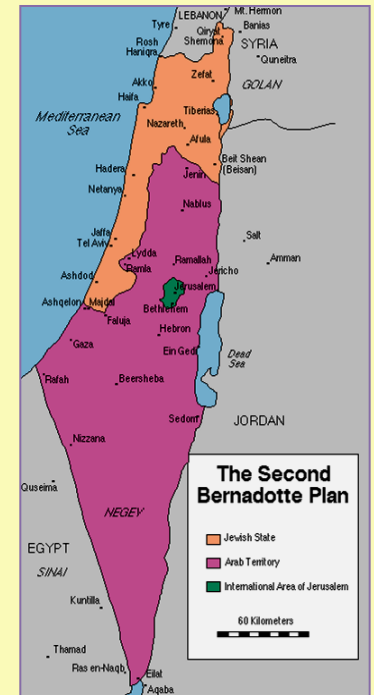 LEBANON
Mt. Hermon
Tyre
Banias
Qiryat
Shemona
SYRIA
Rosh
Haniqra
Quneitra
Zefat
GOLAN
Akko
Haifa
Tiberias
Mediterranean
Sea
Nazareth
Afula
Beit Shean
(Beisan)
Hadera
Jenin
Netanya
Nablus
Jaffa
Tel Aviv
Salt
Lydda
Ramla
Ramallah
Amman
Jericho
Ashdod
Jerusalem
Ashqelon
Majdal
Bethlehem
Faluja
Hebron
Gaza
Ein Gedi
Dead
Sea
Rafah
Beersheba
Sedom
JORDAN
Nizzana
The Second
Bernadotte Plan
Quseima
NEGEV
Jewish State
Arab Territory
EGYPT
SINAI
International Area of Jerusalem
Kuntilla
60 Kilometers
Thamad
Ras en-Naqb
Eilat
Aqaba